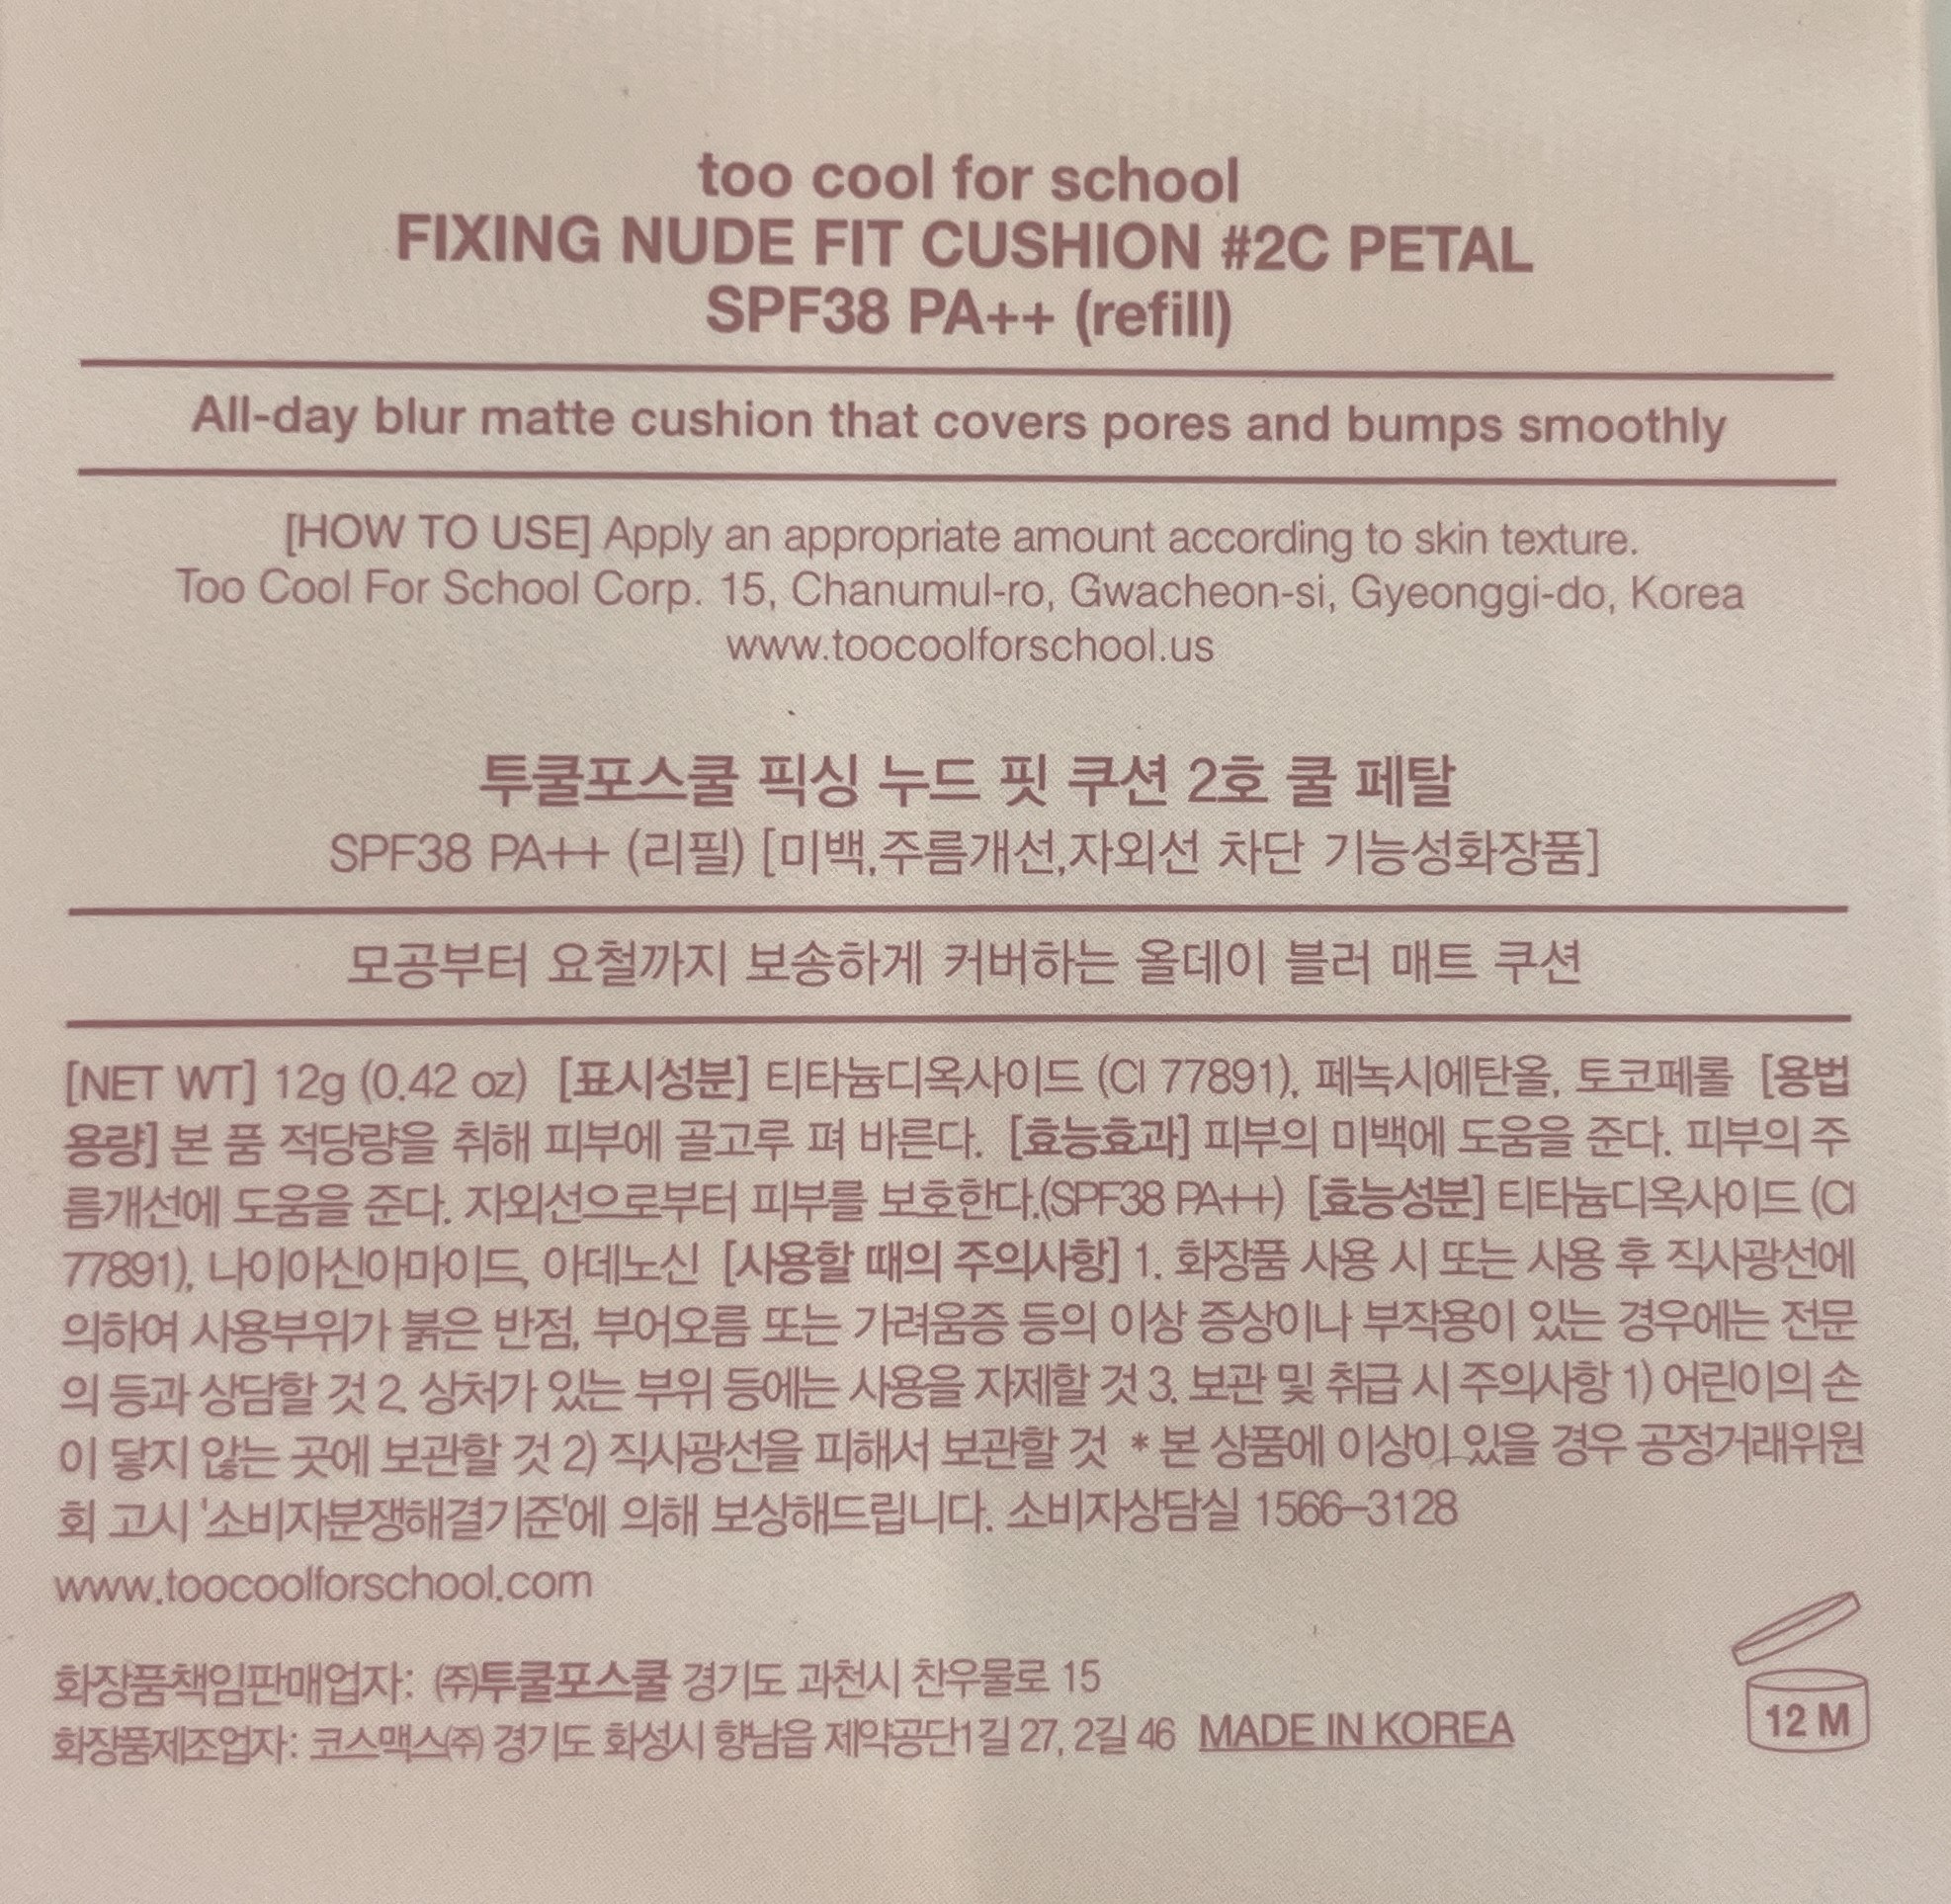 too cool for school
FIXING NUDE FIT CUSHION #2C PETAL
SPF38 PA++ (refill)
All-day blur matte cushion that covers pores and bumps smoothly
[HOW TO USE] Apply an appropriate amount according to skin texture.
Too Cool For School Corp. 15, Chanumul-ro, Gwacheon-si, Gyeonggi-do, Korea
www.toocoolforschool.us
투쿨포스쿨 픽싱 누드 핏 쿠션 2호 쿨 페탈
SPF38 PA++ (리필) [미백,주름개선,자외선 차단 기능성화장품]
모공부터 요철까지 보송하게 커버하는 올데이 블러 매트 쿠션
[NET WT] 12g (0.42 oz) [표시성분] 티타늄디옥사이드 (CI 77891), 페녹시에탄올, 토코페롤 [용법
용량] 본 품 적당량을 취해 피부에 골고루 펴 바른다. [효능효과] 피부의 미백에 도움을 준다. 피부의 주
름개선에 도움을 준다. 자외선으로부터 피부를 보호한다.(SPF38 PA++) [효능성분] 티타늄디옥사이드 (CI
77891), 나이아신아마이드, 아데노신 [사용할 때의 주의사항] 1. 화장품 사용 시 또는 사용 후 직사광선에
의하여 사용부위가 붉은 반점, 부어오름 또는 가려움증 등의 이상 증상이나 부작용이 있는 경우에는 전문
의 등과 상담할 것 2. 상처가 있는 부위 등에는 사용을 자제할 것 3. 보관 및 취급 시 주의사항 1) 어린이의 손
이 닿지 않는 곳에 보관할 것 2) 직사광선을 피해서 보관할 것 * 본 상품에 이상이 있을 경우 공정거래위원
회 고시 '소비자분쟁해결기준'에 의해 보상해드립니다. 소비자상담실 1566-3128
www.toocoolforschool.com
화장품책임판매업자: ㈜투쿨포스쿨 경기도 과천시 찬우물로 15
화장품제조업자: 코스맥스㈜ 경기도 화성시 향남읍 제약공단1길 27, 2길 46 MADE IN KOREA
12 M